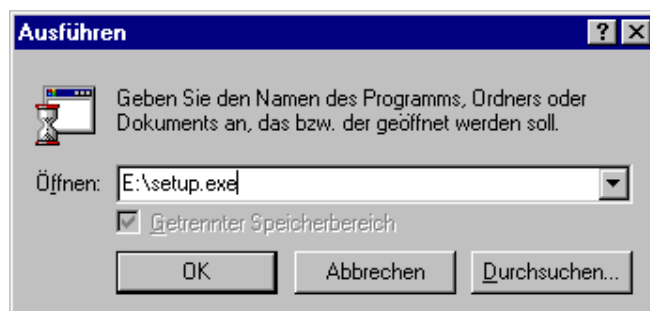 Ausführen
Geben Sie den Namen des Programms, Ordners oder
Dokuments an, das bzw. der geöffnet werden soll.
Öffnen: E:\setup.exe
Getrennter Speicherbereich
OK Abbrechen Durchsuchen...